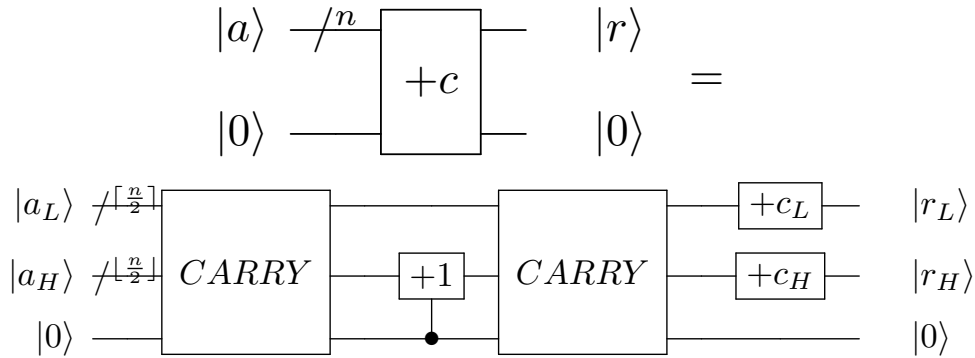 |a⟩ n |r⟩
+c =
|0⟩ |0⟩
|a_L⟩ ⌈n/2⌉ +c_L |r_L⟩
|a_H⟩ ⌊n/2⌋ CARRY +1 CARRY +c_H |r_H⟩
|0⟩ |0⟩